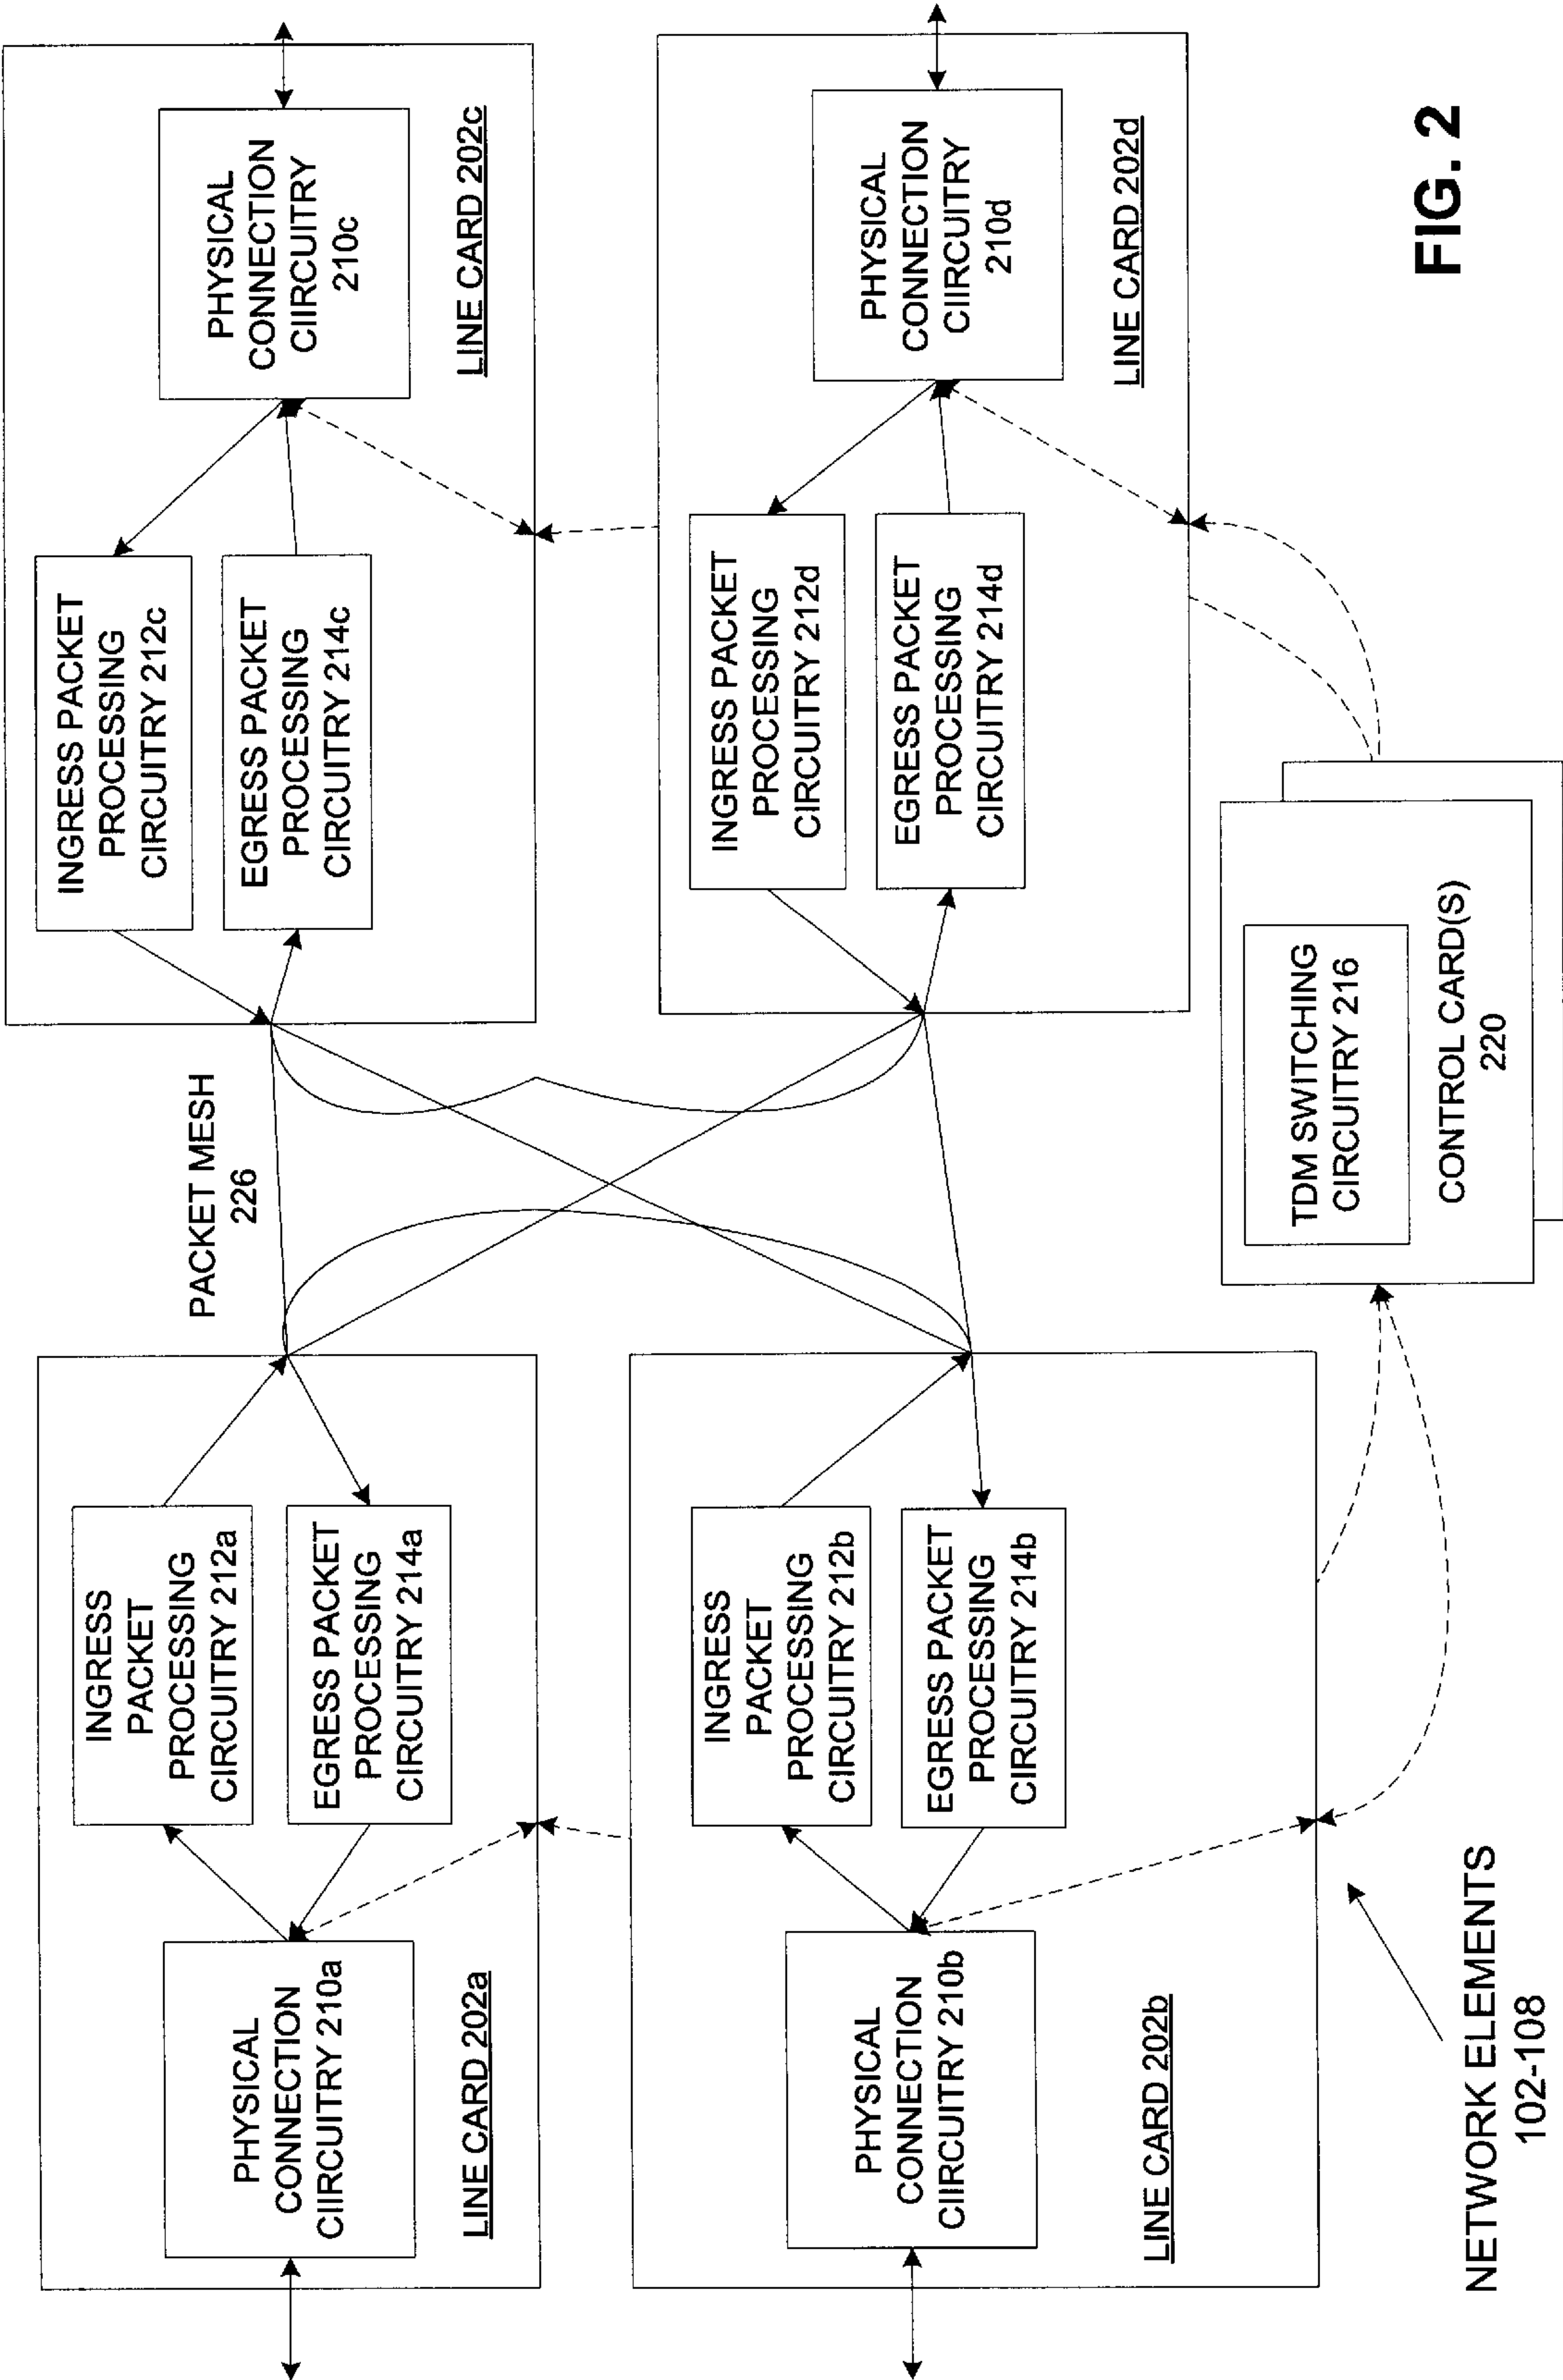 INGRESS
PACKET
PROCESSING
CIRCUITRY 212a
PHYSICAL
CONNECTION
CIIRCUITRY 210a
EGRESS PACKET
PROCESSING
CIRCUITRY 214a
LINE CARD 202a
PACKET MESH
226
INGRESS PACKET
PROCESSING
CIRCUITRY 212c
EGRESS PACKET
PROCESSING
CIRCUITRY 214c
PHYSICAL
CONNECTION
CIIRCUITRY
210c
LINE CARD 202c
INGRESS
PACKET
PROCESSING
CIRCUITRY 212b
PHYSICAL
CONNECTION
CIIRCUITRY 210b
EGRESS PACKET
PROCESSING
CIRCUITRY 214b
LINE CARD 202b
INGRESS PACKET
PROCESSING
CIRCUITRY 212d
EGRESS PACKET
PROCESSING
CIRCUITRY 214d
PHYSICAL
CONNECTION
CIIRCUITRY
210d
LINE CARD 202d
TDM SWITCHING
CIRCUITRY 216
CONTROL CARD(S)
220
NETWORK ELEMENTS
102-108
FIG. 2